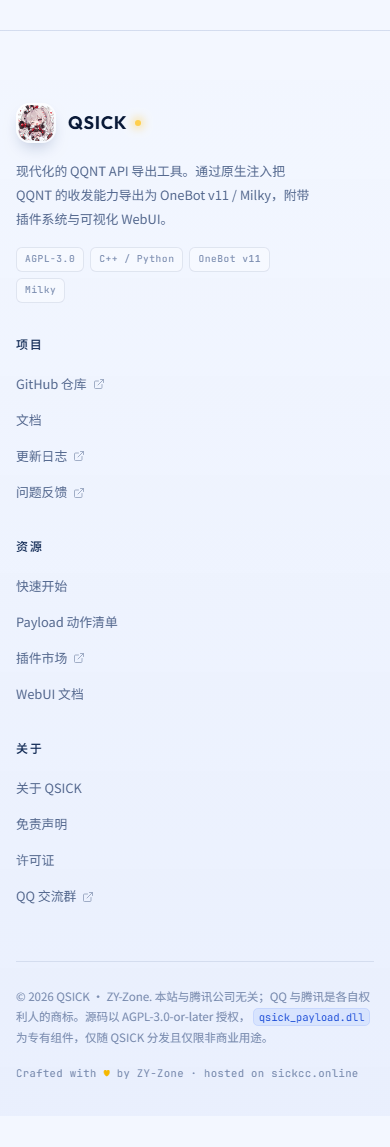 QSICK
现代化的 QQNT API 导出工具。通过原生注入把
QQNT 的收发能力导出为 OneBot v11 / Milky，附带
插件系统与可视化 WebUI。
AGPL-3.0 C++ / Python OneBot v11
Milky
项目
GitHub 仓库
文档
更新日志
问题反馈
资源
快速开始
Payload 动作清单
插件市场
WebUI 文档
关于
关于 QSICK
免责声明
许可证
QQ 交流群
© 2026 QSICK · ZY-Zone. 本站与腾讯公司无关；QQ 与腾讯是各自权
利人的商标。源码以 AGPL-3.0-or-later 授权， qsick_payload.dll
为专有组件，仅随 QSICK 分发且仅限非商业用途。
Crafted with ♥ by ZY-Zone · hosted on sickcc.online